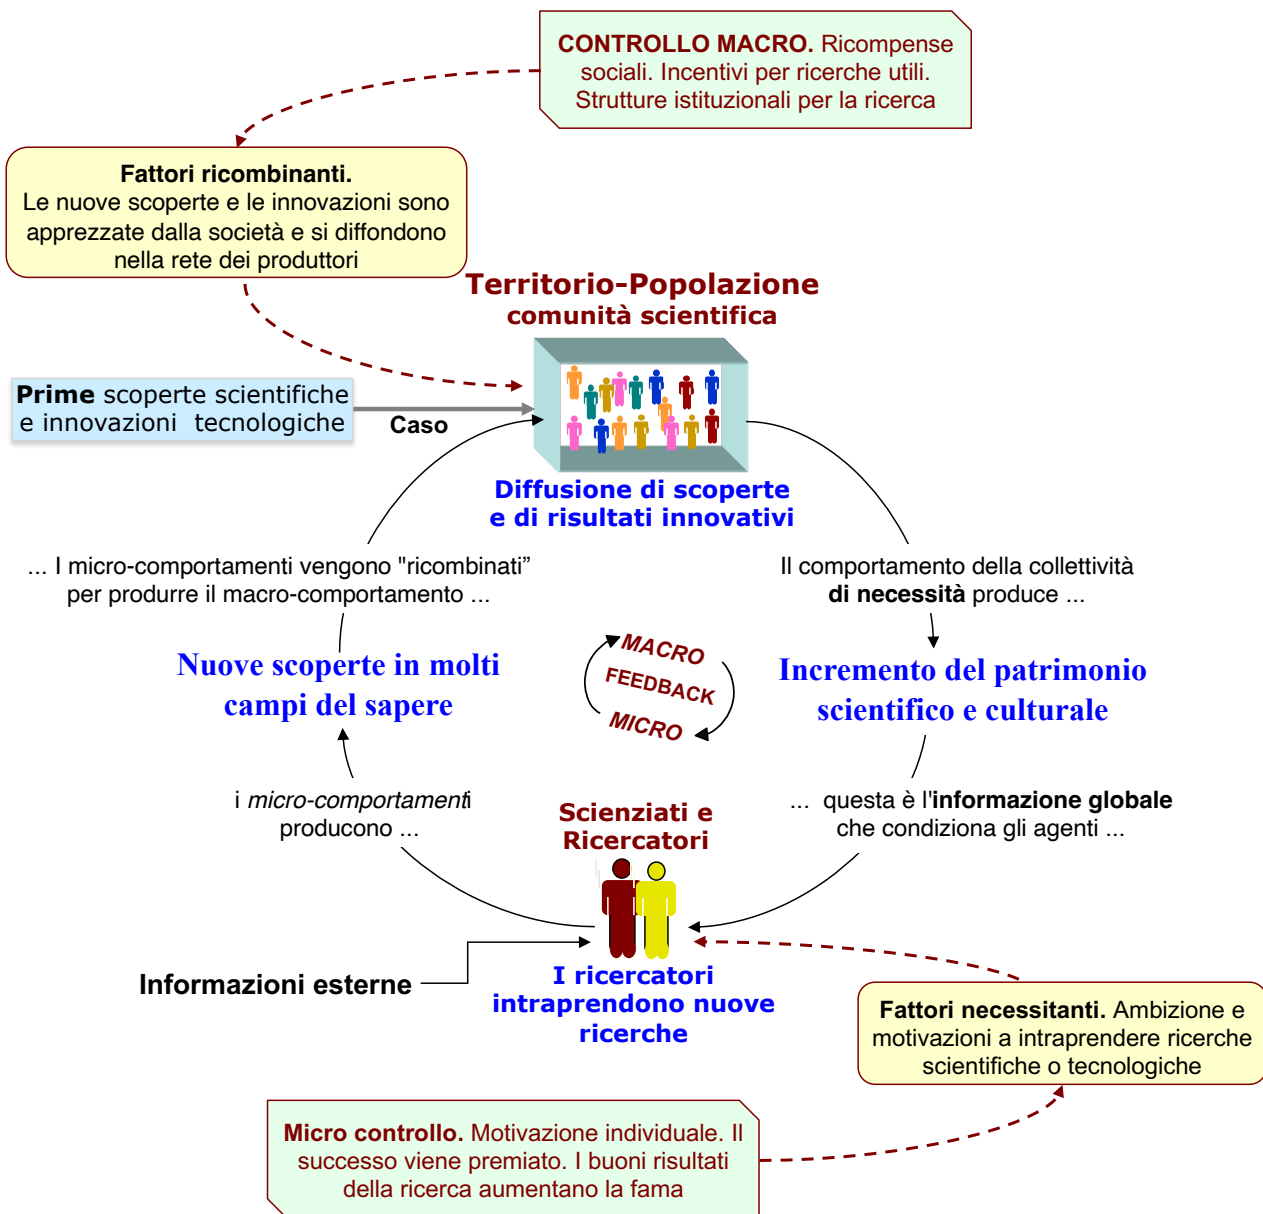 CONTROLLO MACRO. Ricompense
sociali. Incentivi per ricerche utili.
Strutture istituzionali per la ricerca
Fattori ricombinanti.
Le nuove scoperte e le innovazioni sono
apprezzate dalla società e si diffondono
nella rete dei produttori
Territorio-Popolazione
comunità scientifica
Prime scoperte scientifiche
e innovazioni tecnologiche
Caso
Diffusione di scoperte
e di risultati innovativi
... I micro-comportamenti vengono "ricombinati”
per produrre il macro-comportamento ...
Il comportamento della collettività
di necessità produce ...
Nuove scoperte in molti
campi del sapere
MACRO
FEEDBACK
MICRO
Incremento del patrimonio
scientifico e culturale
i micro-comportamenti
producono ...
Scienziati e
Ricercatori
... questa è l'informazione globale
che condiziona gli agenti ...
Informazioni esterne
I ricercatori
intraprendono nuove
ricerche
Fattori necessitanti. Ambizione e
motivazioni a intraprendere ricerche
scientifiche o tecnologiche
Micro controllo. Motivazione individuale. Il
successo viene premiato. I buoni risultati
della ricerca aumentano la fama